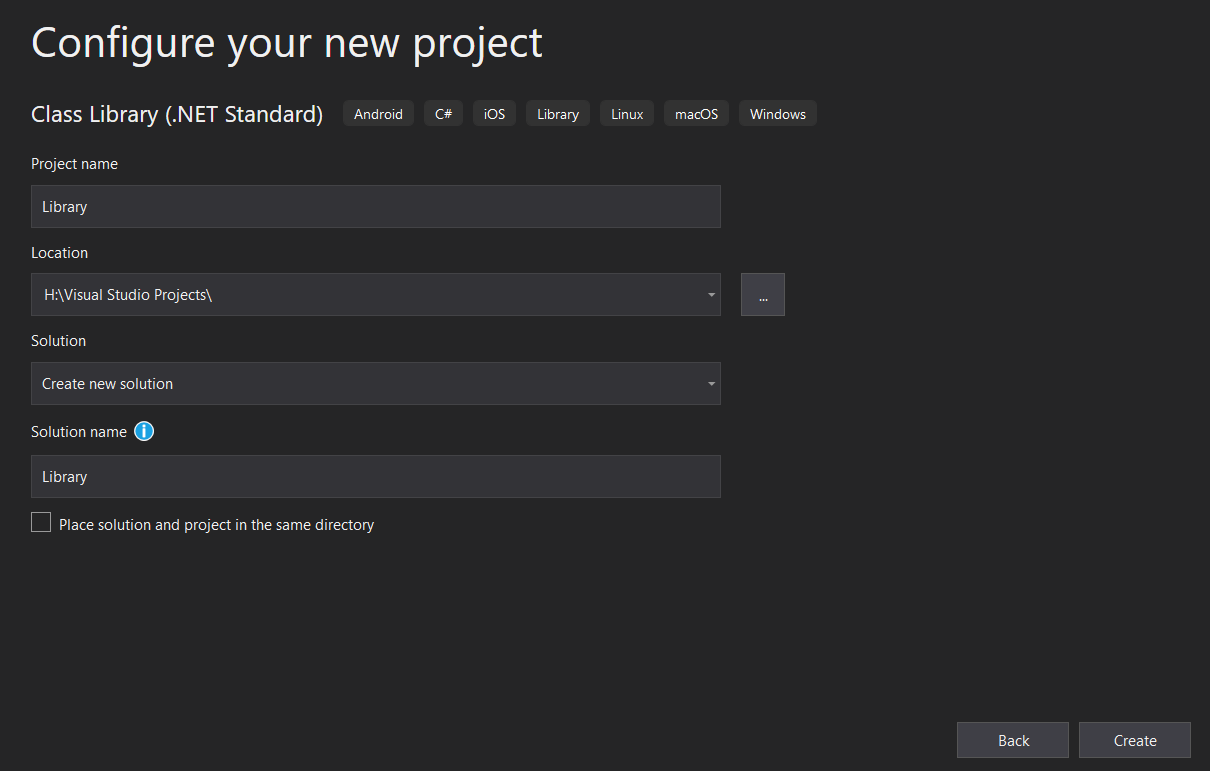 Configure your new project
Class Library (.NET Standard) Android C# iOS Library Linux macOS Windows
Project name
Library
Location
H:\Visual Studio Projects\
...
Solution
Create new solution
Solution name
Library
Place solution and project in the same directory
Back Create